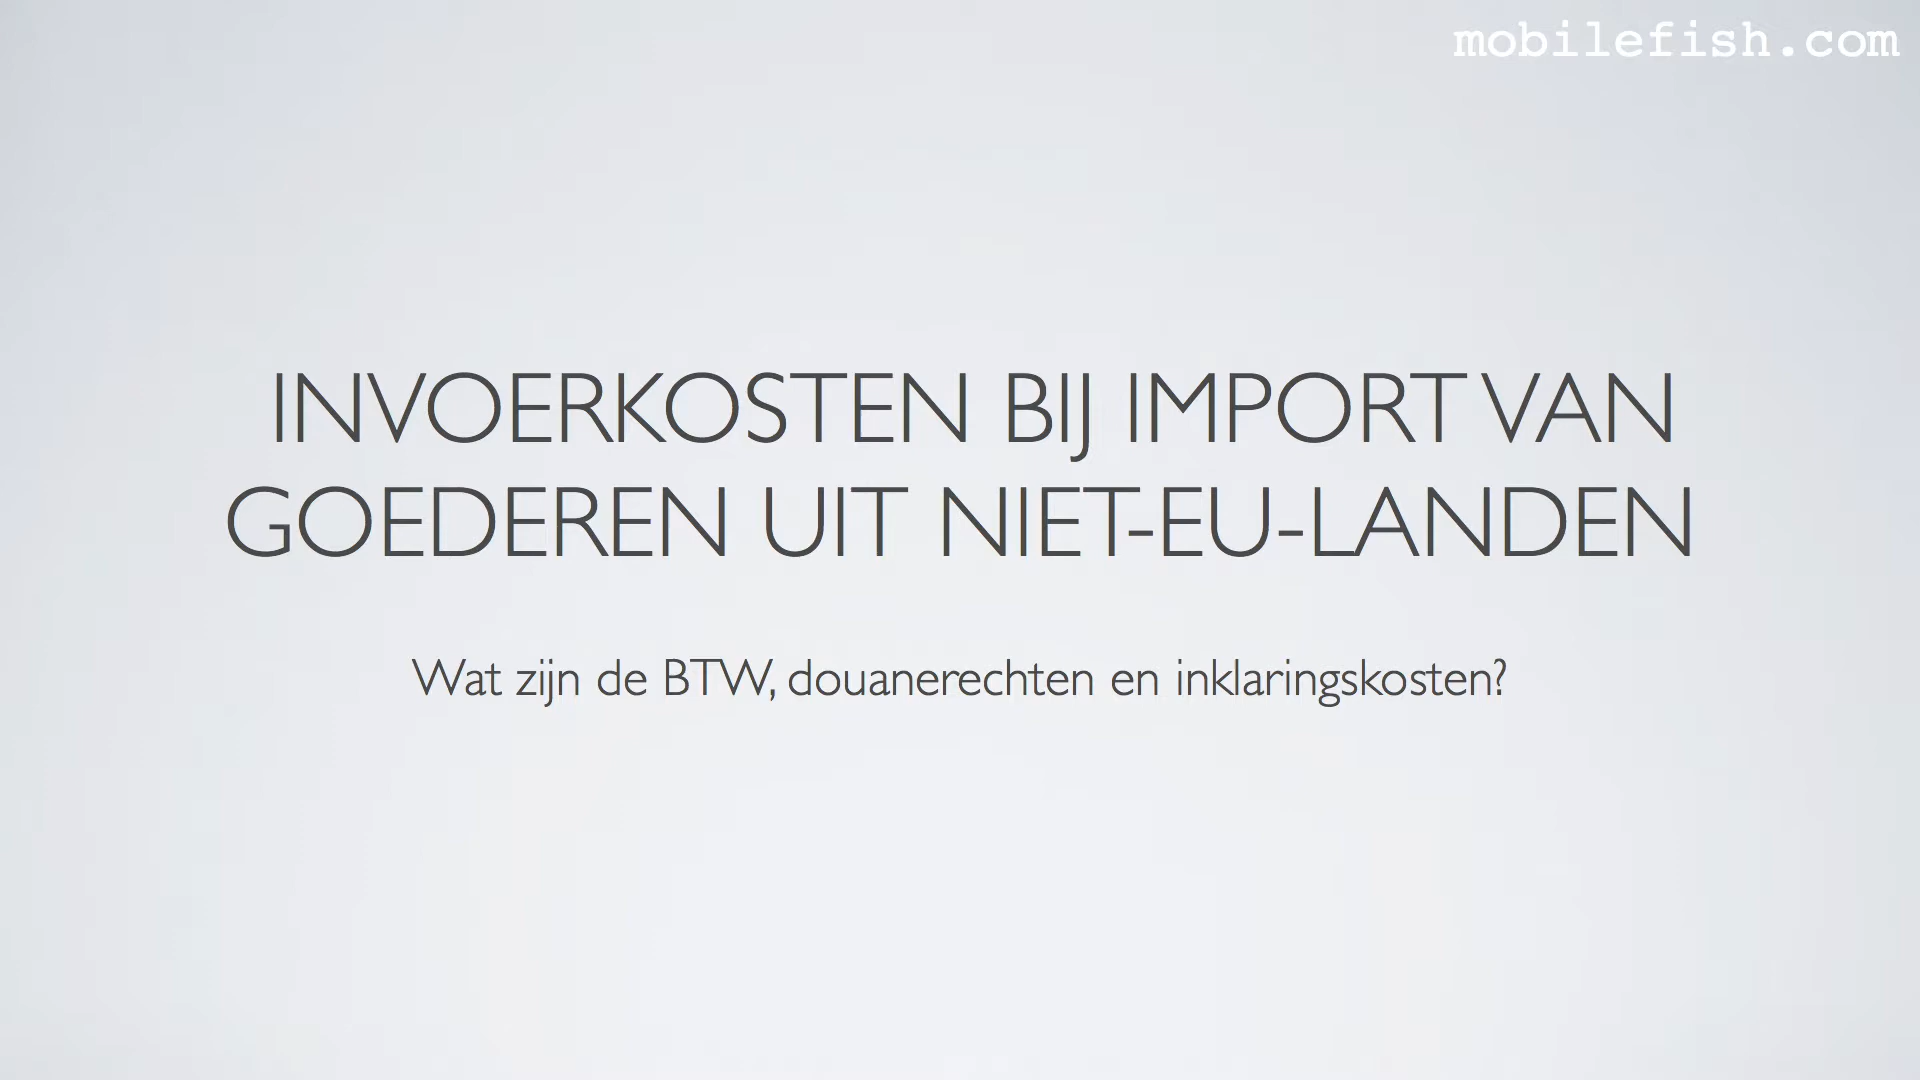 mobilefish.com
INVOERKOSTEN BIJ IMPORT VAN
GOEDEREN UIT NIET-EU-LANDEN
Wat zijn de BTW, douanerechten en inklaringskosten?